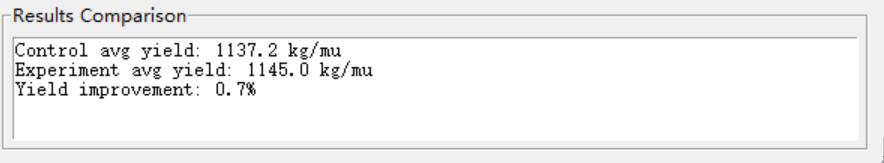 Results Comparison
Control avg yield: 1137.2 kg/mu
Experiment avg yield: 1145.0 kg/mu
Yield improvement: 0.7%